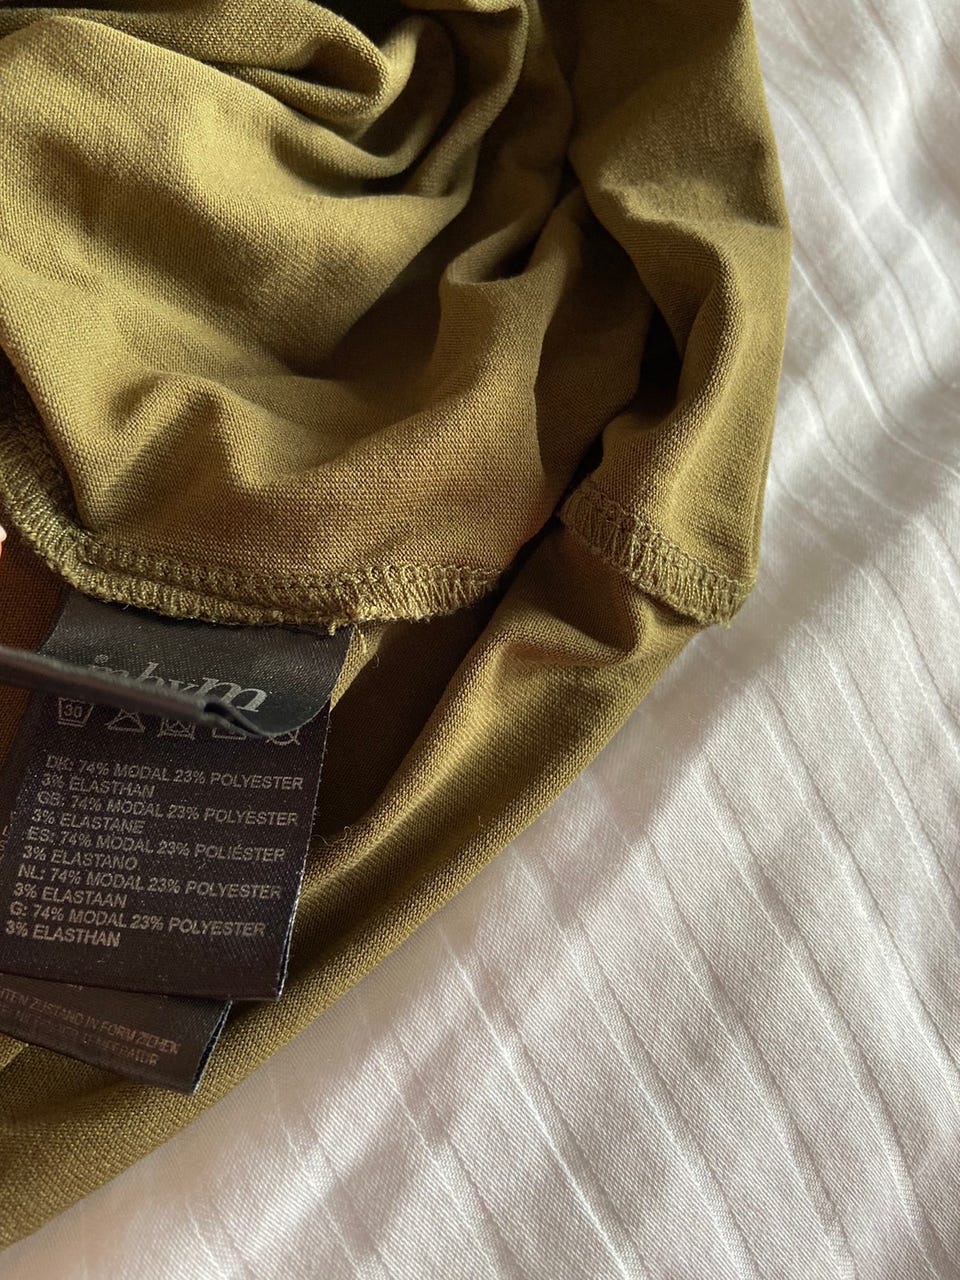 m
30
DK: 74% MODAL 23% POLYESTER
3% ELASTHAN
GB: 74% MODAL 23% POLYESTER
3% ELASTANE
ES: 74% MODAL 23% POLIÉSTER
3% ELASTANO
NL: 74% MODAL 23% POLYESTER
3% ELASTAAN
G: 74% MODAL 23% POLYESTER
3% ELASTHAN
ZUSTAND IN FORM ZIEHEN